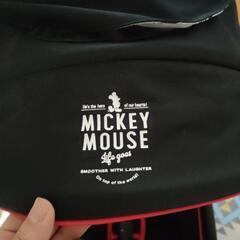 He's the hero of our hearts!
MICKEY
MOUSE
Life goes
SMOOTHER WITH LAUGHTER
On top of the world!